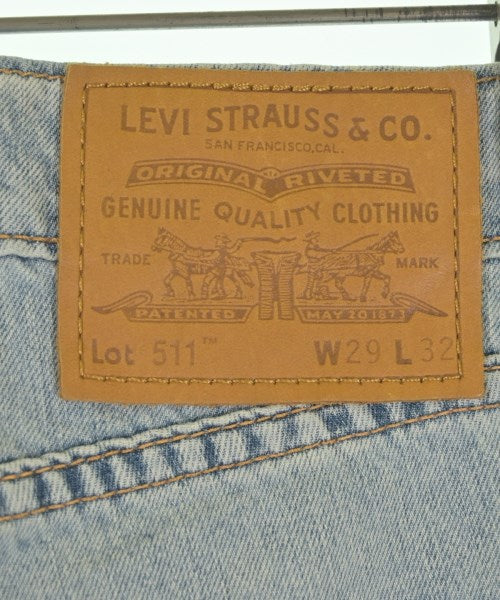 LEVI STRAUSS & CO.
SAN FRANCISCO, CAL.
ORIGINAL RIVETED
GENUINE QUALITY CLOTHING
TRADE MARK
PATENTED MAY 20 1873
Lot 511™ W29 L32